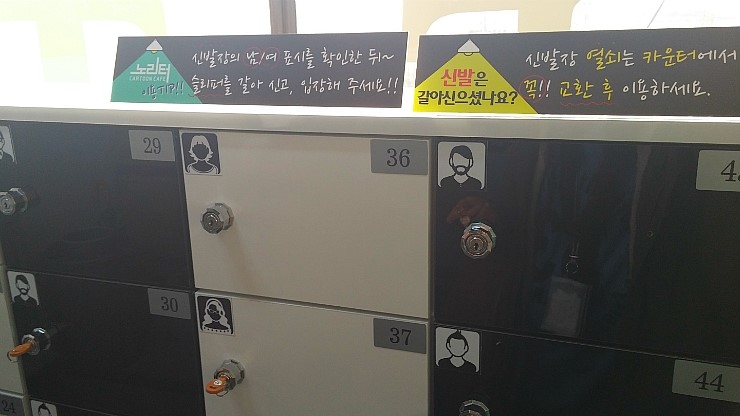 노리터
CARTOON CAFE
이용기기!!
신발장의 남/여 표시를 확인한 뒤~
슬리퍼를 갈아 신고, 입장해 주세요!!
신발은
갈아신으셨나요?
신발장 열쇠는 카운터에서
꼭!! 교환 후 이용하세요.
29
36
30
37
44
24